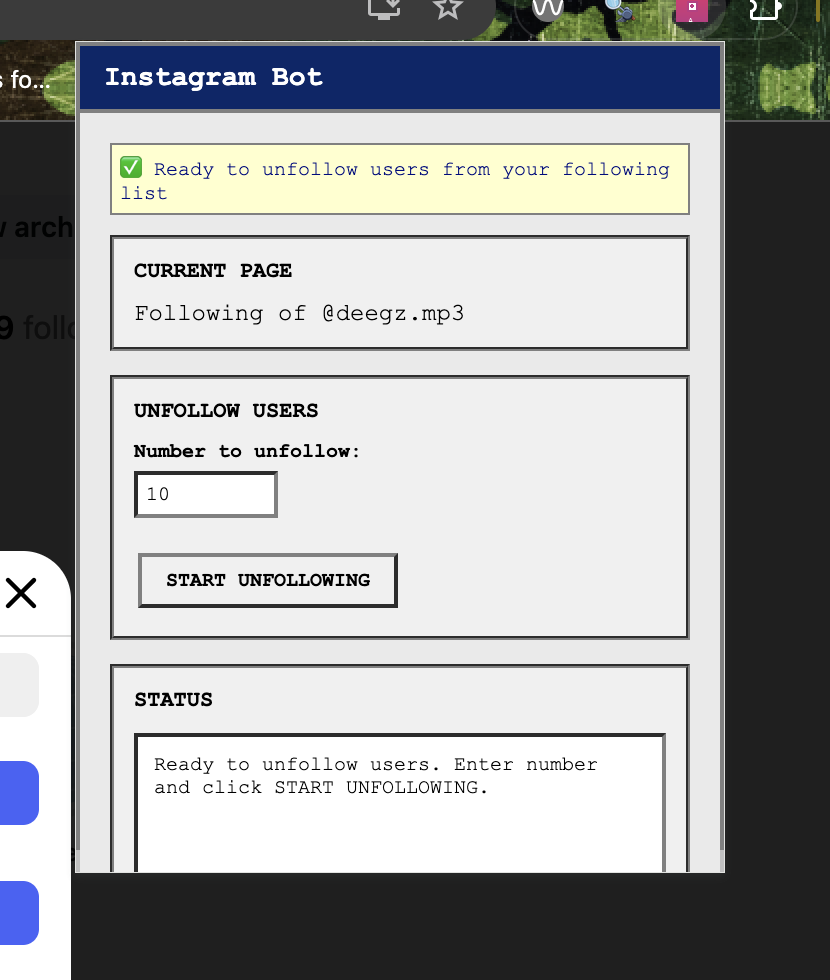 Instagram Bot
s fo...
✅ Ready to unfollow users from your following
list
w arch
CURRENT PAGE
Following of @deegz.mp3
9 follo
UNFOLLOW USERS
Number to unfollow:
10
START UNFOLLOWING
STATUS
Ready to unfollow users. Enter number
and click START UNFOLLOWING.